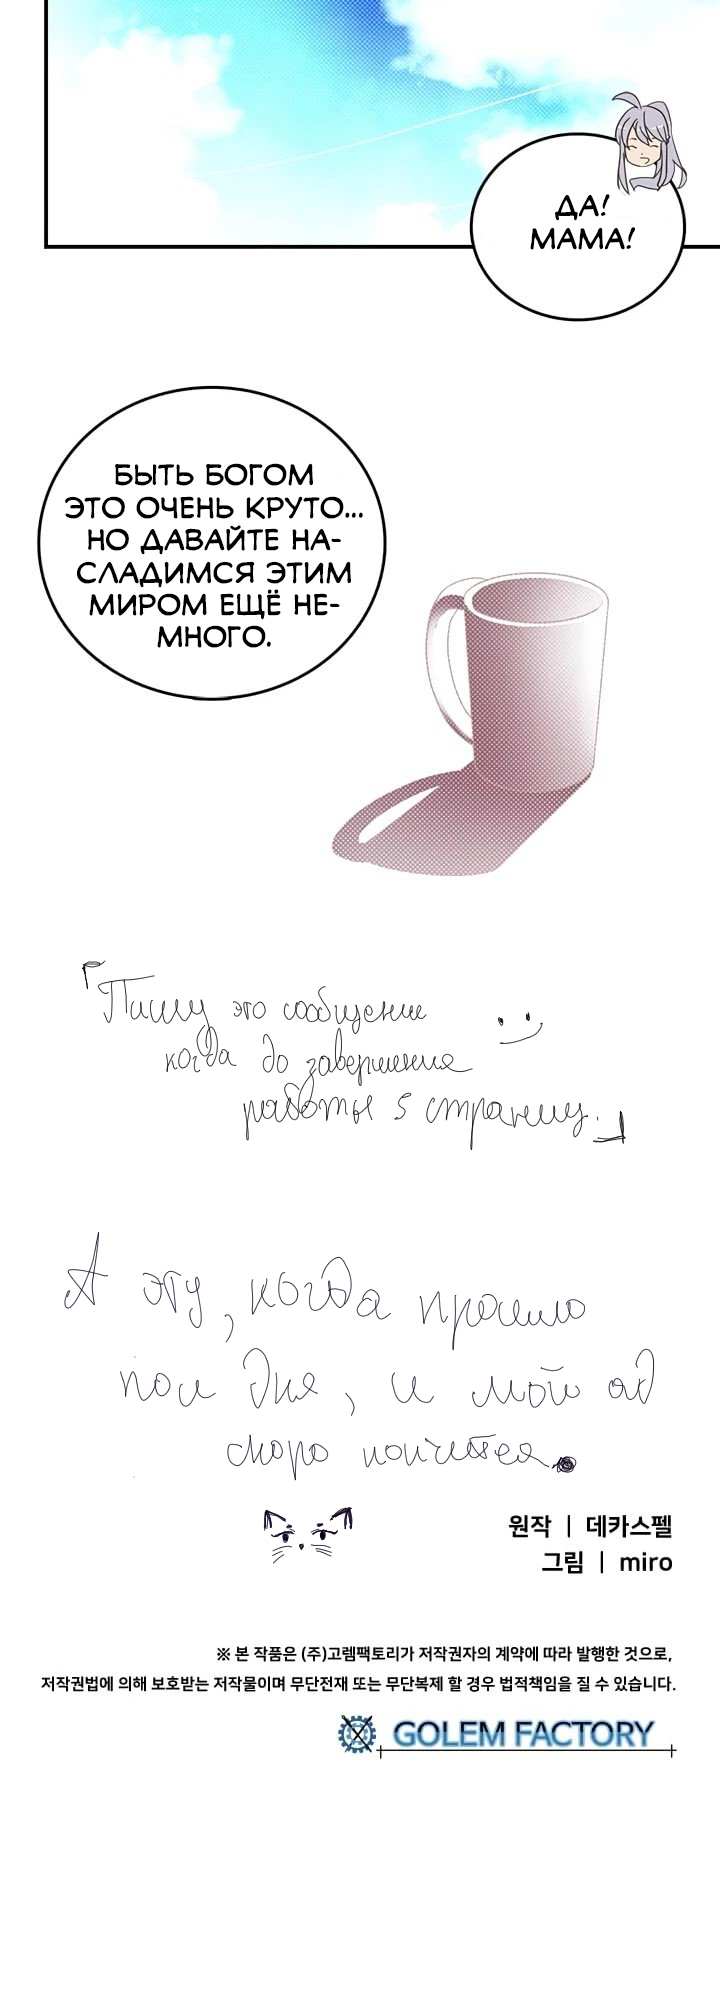 ДА!
МАМА!
БЫТЬ БОГОМ
ЭТО ОЧЕНЬ КРУТО...
НО ДАВАЙТЕ НА-
СЛАДИМСЯ ЭТИМ
МИРОМ ЕЩЁ НЕ-
МНОГО.
「Пишу это сообщение
когда до завершения
работы 5 страниц.」
А эту, когда прошло
пол дня, и мой ад
скоро кончится.
원작 | 데카스펠
그림 | miro
※ 본 작품은 (주)고렘팩토리가 저작권자의 계약에 따라 발행한 것으로,
저작권법에 의해 보호받는 저작물이며 무단전재 또는 무단복제 할 경우 법적책임을 질 수 있습니다.
GOLEM FACTORY